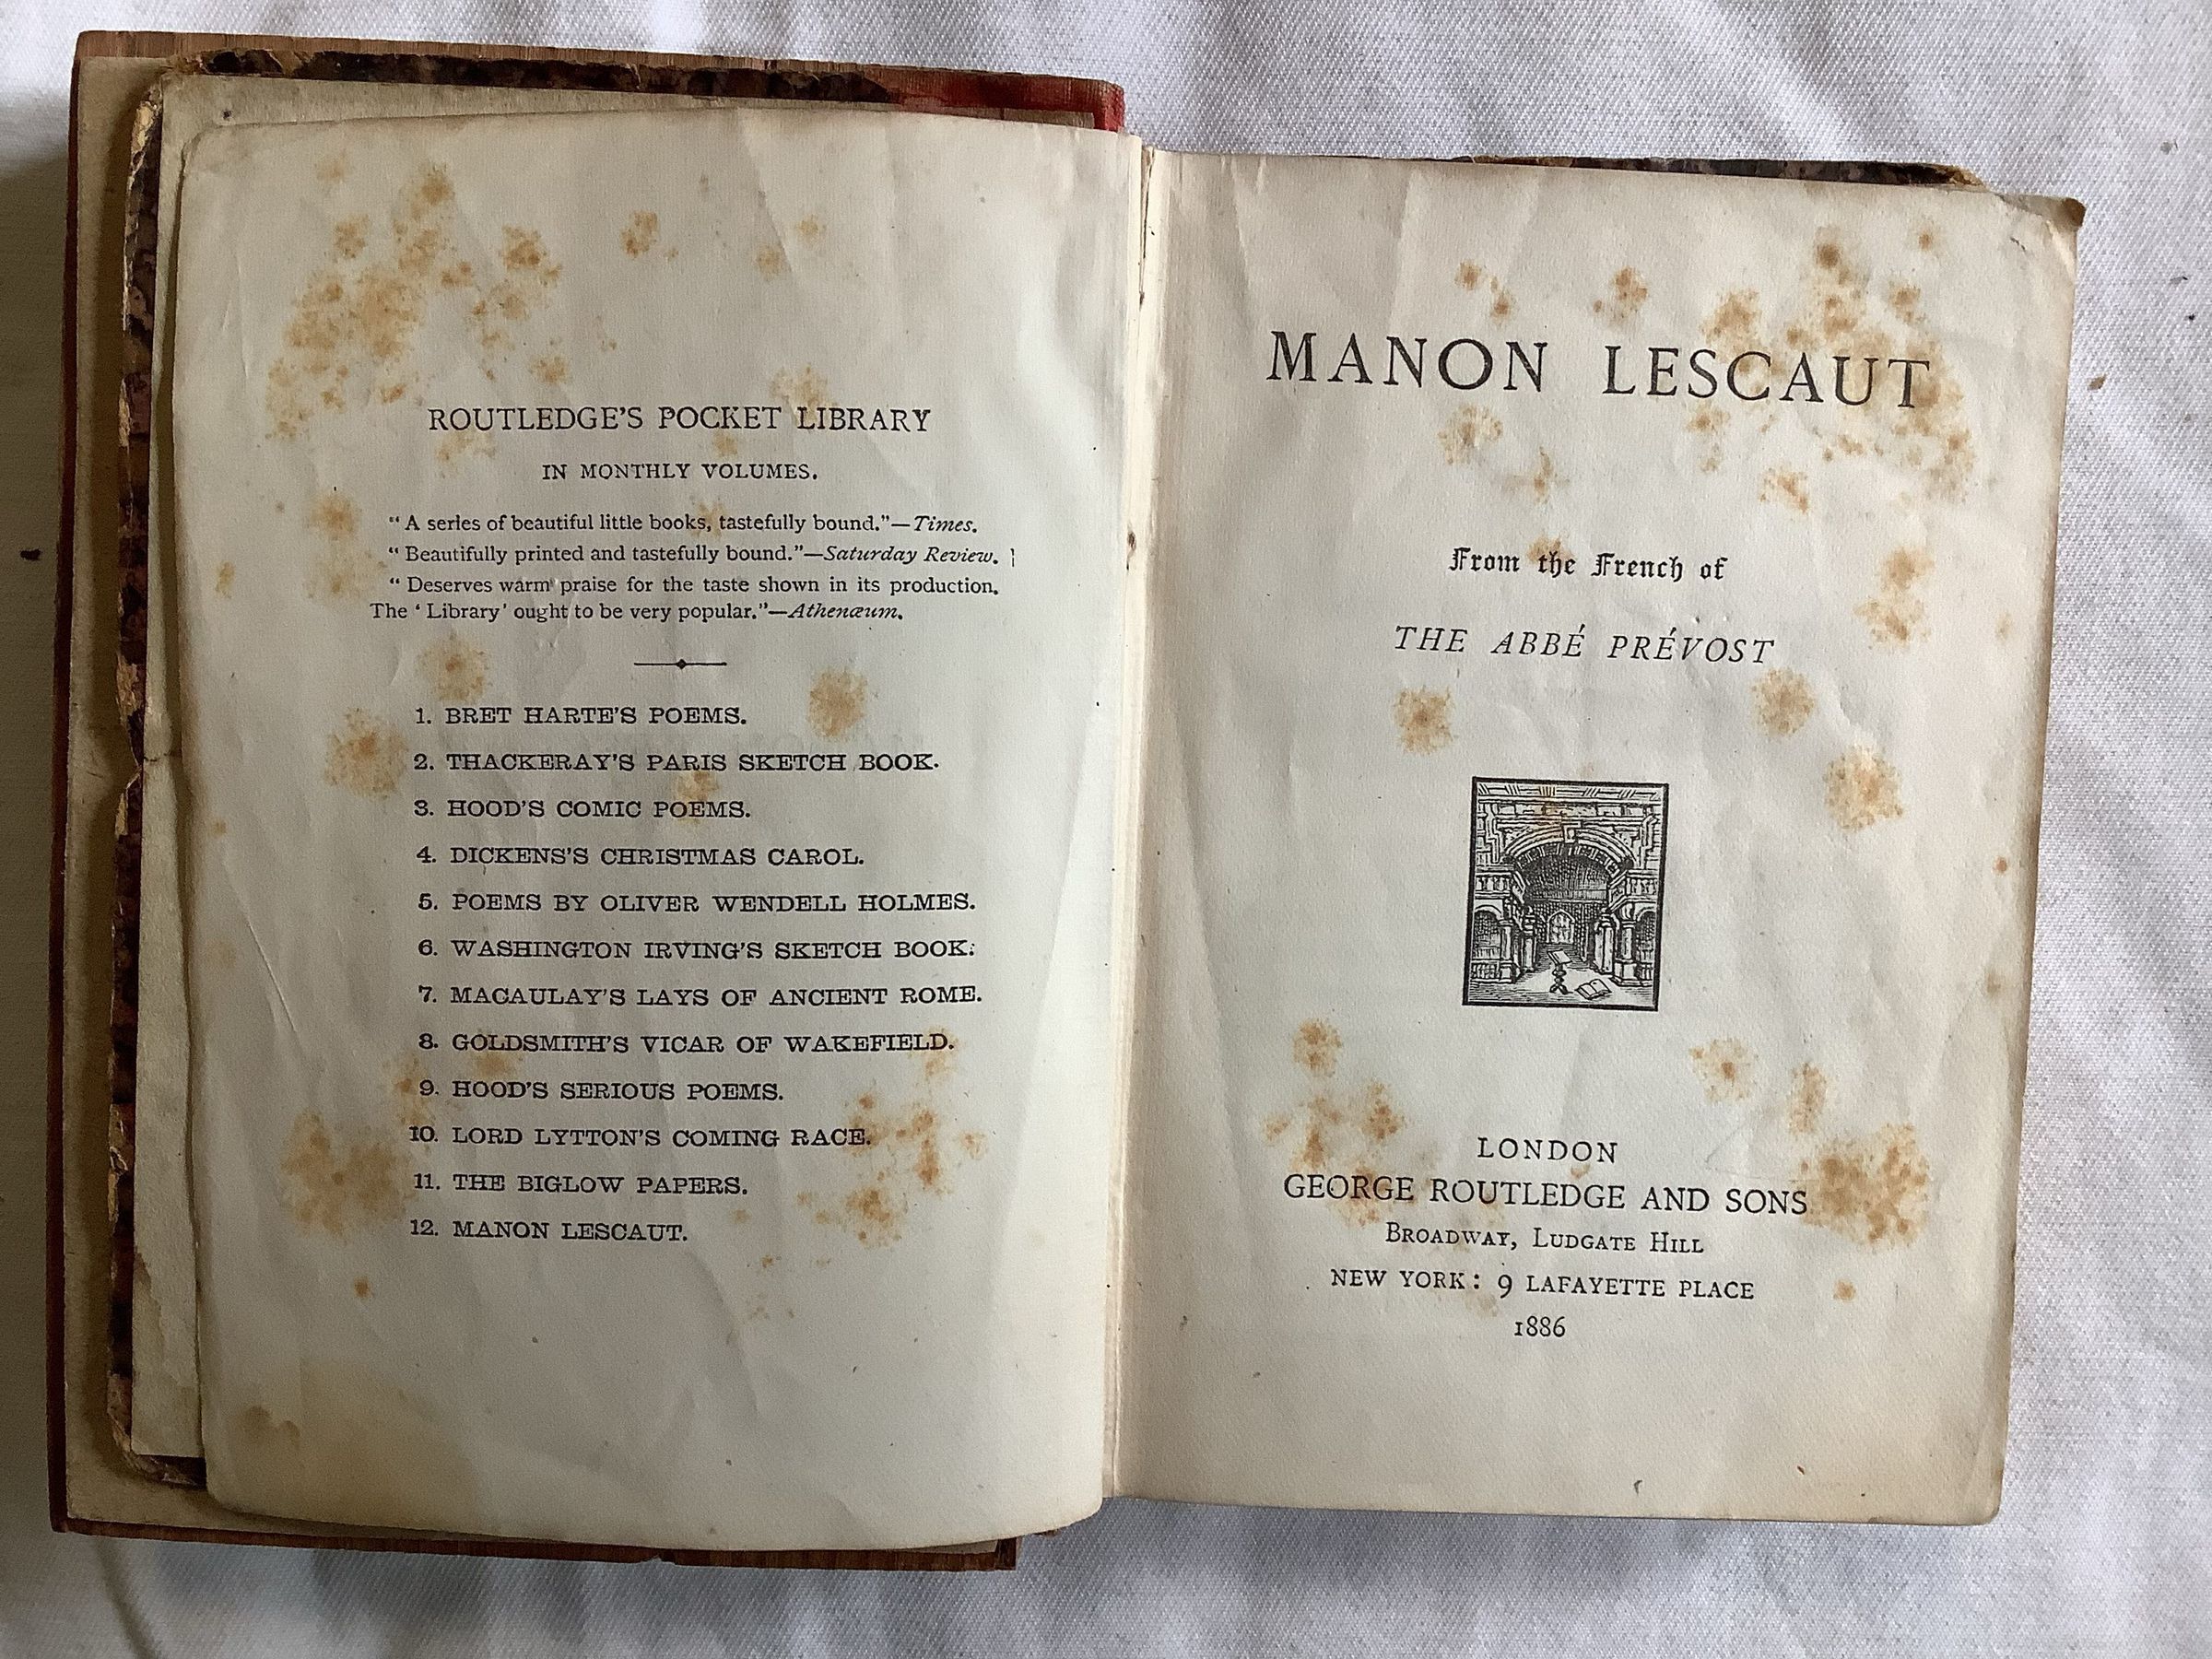 ROUTLEDGE'S POCKET LIBRARY
IN MONTHLY VOLUMES.
"A series of beautiful little books, tastefully bound."—Times.
"Beautifully printed and tastefully bound."—Saturday Review.
"Deserves warm praise for the taste shown in its production.
The 'Library' ought to be very popular."—Athenæum.
1. BRET HARTE'S POEMS.
2. THACKERAY'S PARIS SKETCH BOOK.
3. HOOD'S COMIC POEMS.
4. DICKENS'S CHRISTMAS CAROL.
5. POEMS BY OLIVER WENDELL HOLMES.
6. WASHINGTON IRVING'S SKETCH BOOK.
7. MACAULAY'S LAYS OF ANCIENT ROME.
8. GOLDSMITH'S VICAR OF WAKEFIELD.
9. HOOD'S SERIOUS POEMS.
10. LORD LYTTON'S COMING RACE.
11. THE BIGLOW PAPERS.
12. MANON LESCAUT.
MANON LESCAUT
From the French of
THE ABBÉ PRÉVOST
LONDON
GEORGE ROUTLEDGE AND SONS
BROADWAY, LUDGATE HILL
NEW YORK: 9 LAFAYETTE PLACE
1886